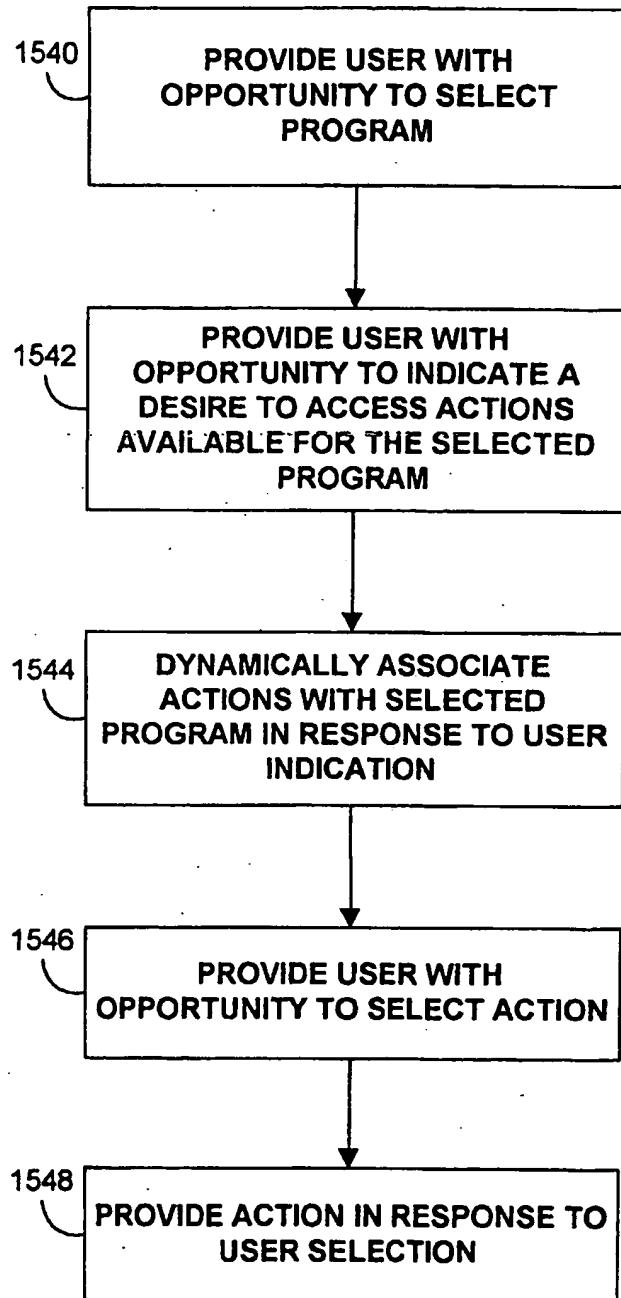 1540
PROVIDE USER WITH
OPPORTUNITY TO SELECT
PROGRAM
1542
PROVIDE USER WITH
OPPORTUNITY TO INDICATE A
DESIRE TO ACCESS ACTIONS
AVAILABLE FOR THE SELECTED
PROGRAM
1544
DYNAMICALLY ASSOCIATE
ACTIONS WITH SELECTED
PROGRAM IN RESPONSE TO USER
INDICATION
1546
PROVIDE USER WITH
OPPORTUNITY TO SELECT ACTION
1548
PROVIDE ACTION IN RESPONSE TO
USER SELECTION